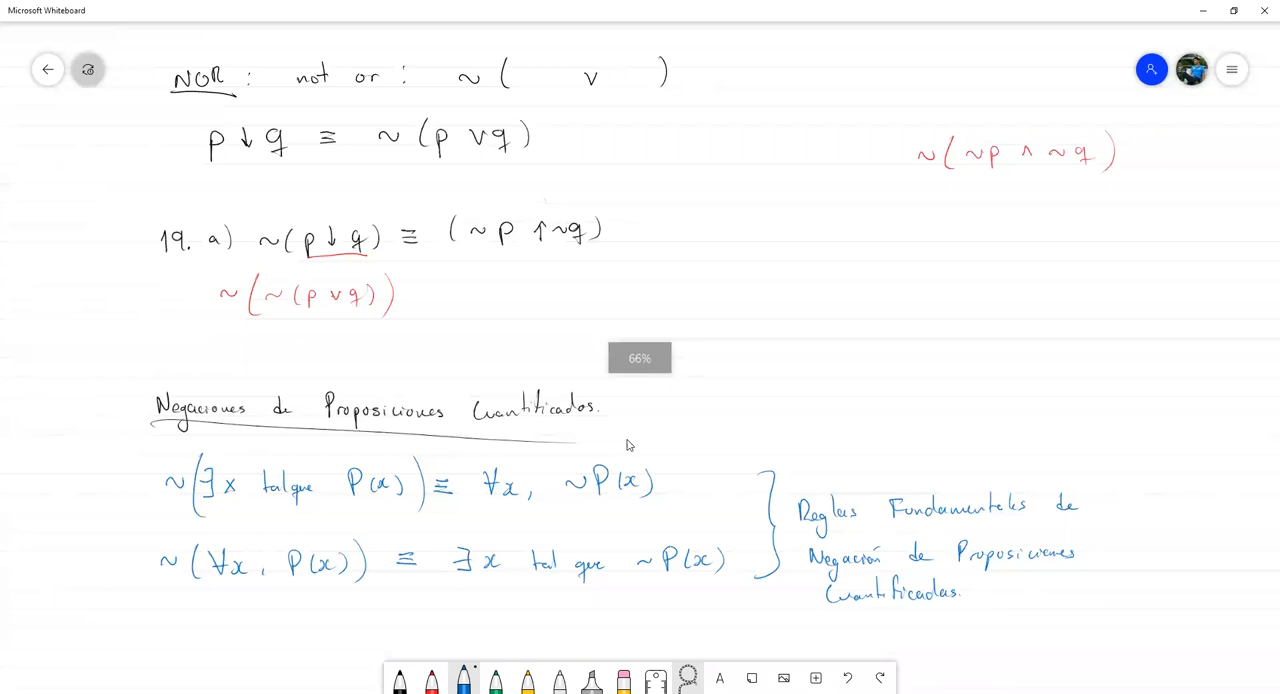 Microsoft Whiteboard
NOR : not or : ~ ( v )
p ↓ q ≡ ~ (p v q)
~(~p ∧ ~q)
19. a) ~(p ↓ q) ≡ (~p ↑ ~q)
~(~(p v q))
66%
Negaciones de Proposiciones Cuantificados.
~(∃ x tal que P(x)) ≡ ∀x, ~P(x)
~(∀x, P(x)) ≡ ∃ x tal que ~P(x)
Reglas Fundamentales de
Negación de Proposiciones
Cuantificadas.
A